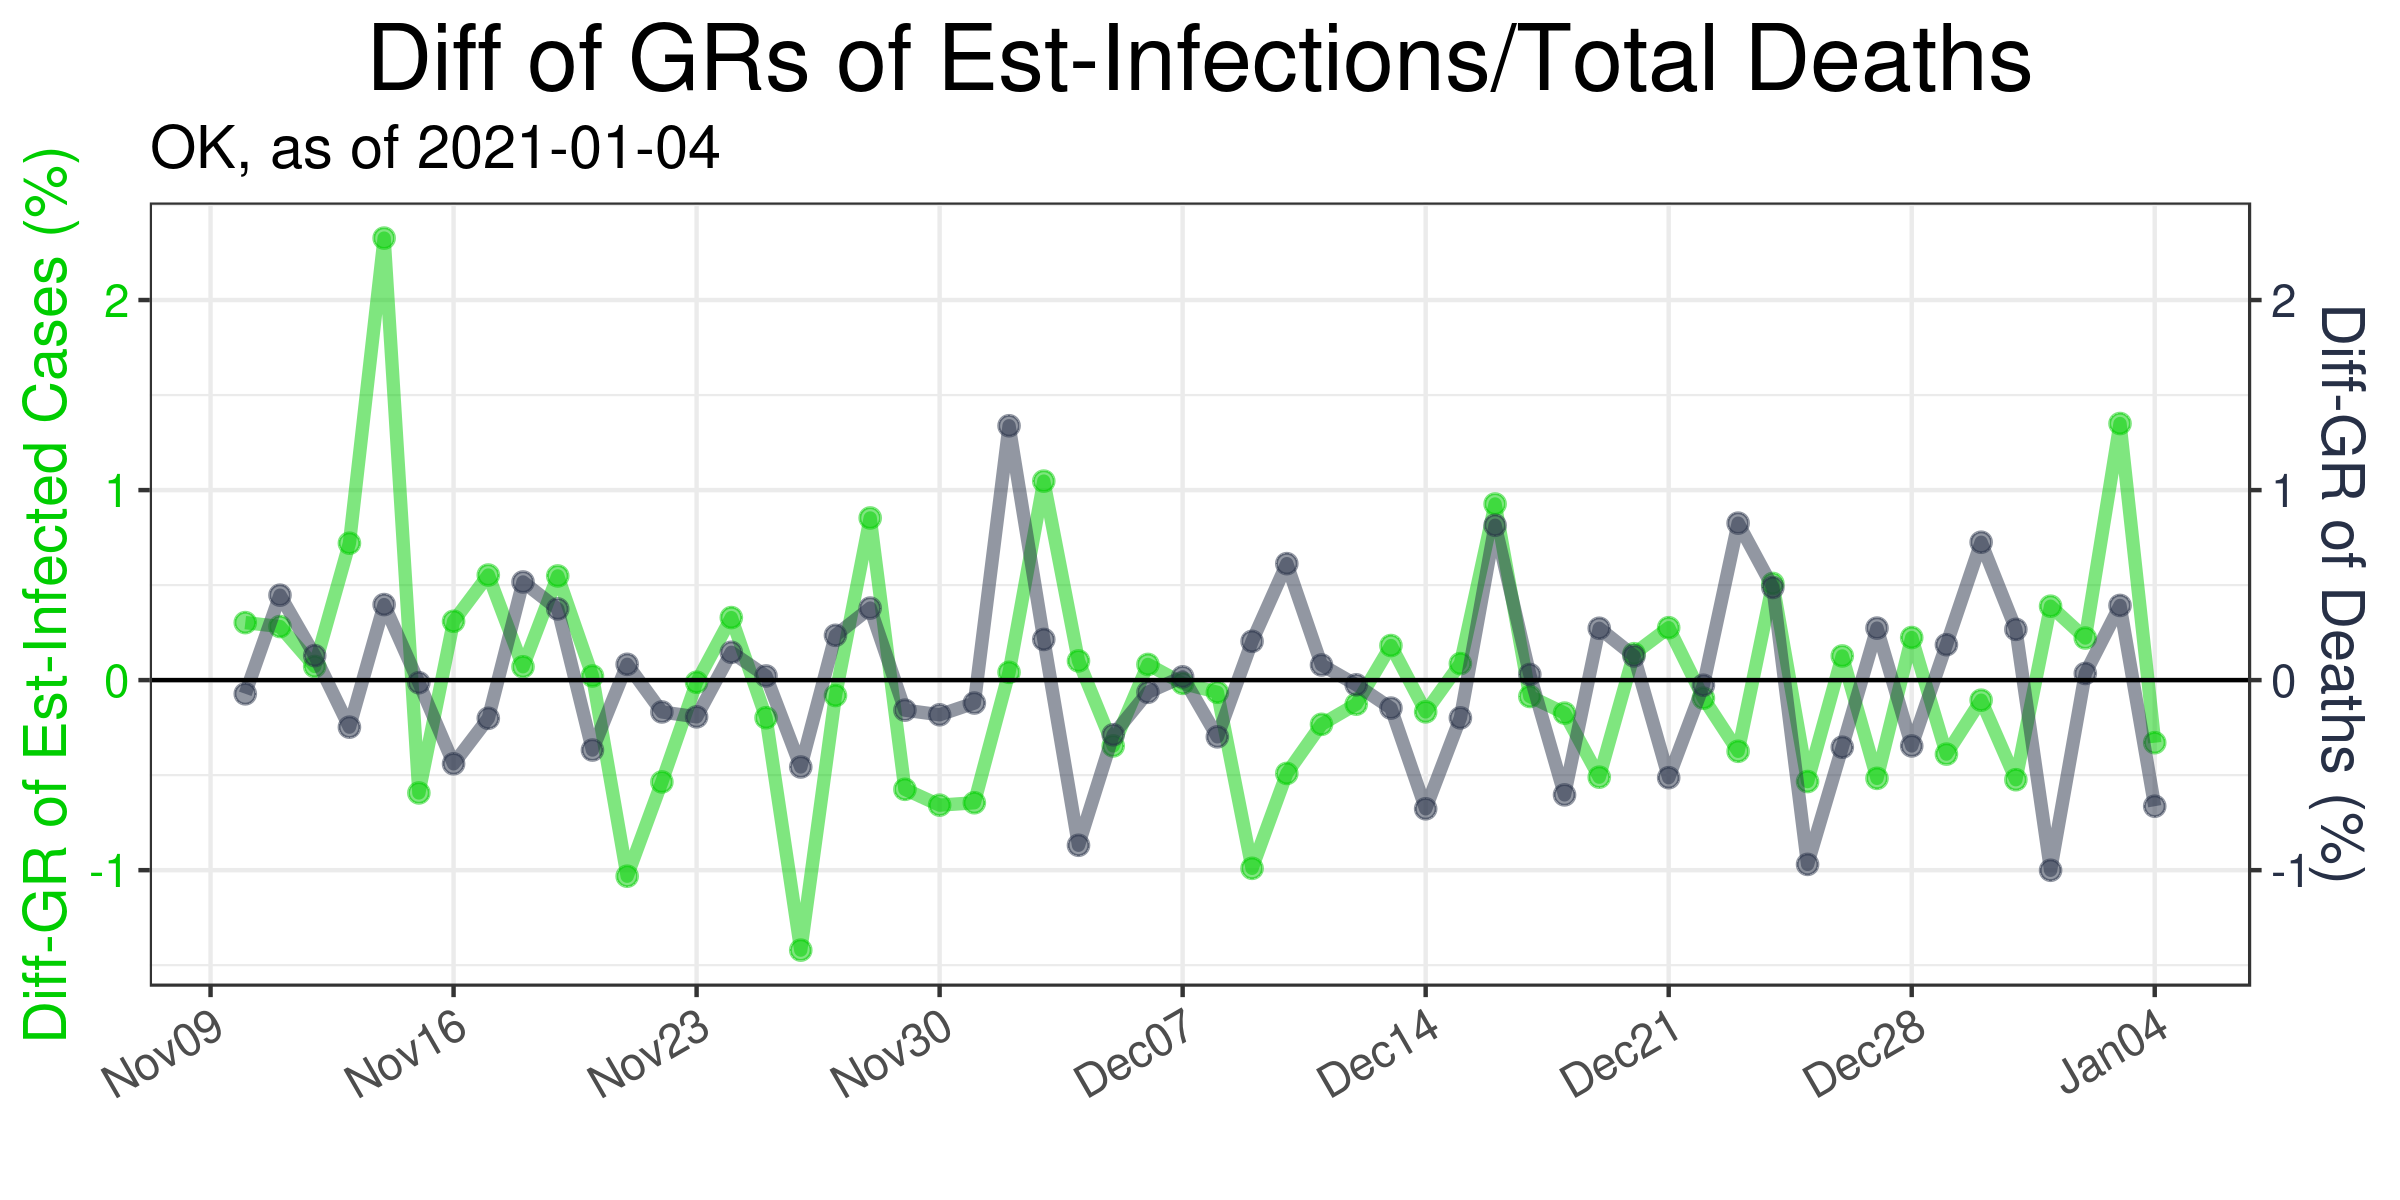 Diff of GRs of Est-Infections/Total Deaths
OK, as of 2021-01-04
Diff-GR of Est-Infected Cases (%)
2
1
0
-1
2
1
0
-1
Diff-GR of Deaths (%)
Nov09
Nov16
Nov23
Nov30
Dec07
Dec14
Dec21
Dec28
Jan04